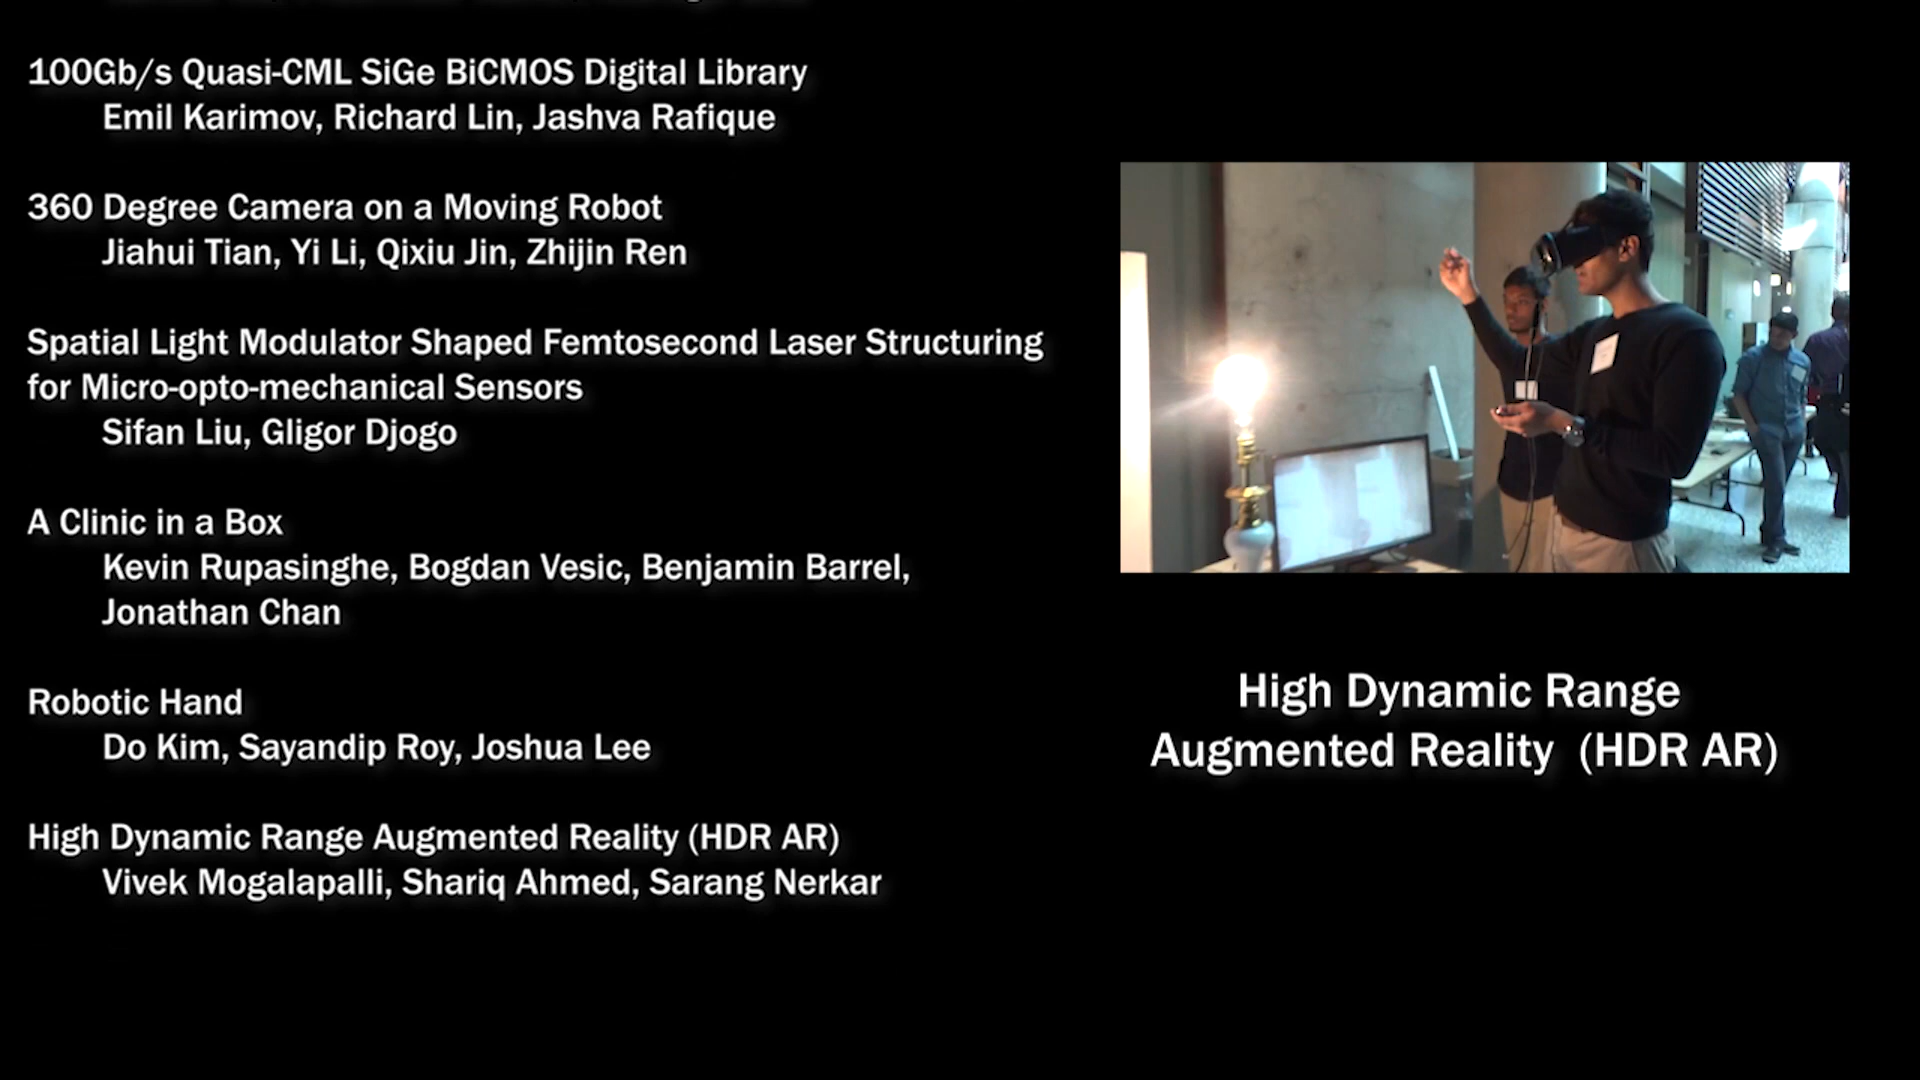 100Gb/s Quasi-CML SiGe BiCMOS Digital Library
Emil Karimov, Richard Lin, Jashva Rafique
360 Degree Camera on a Moving Robot
Jiahui Tian, Yi Li, Qixiu Jin, Zhijin Ren
Spatial Light Modulator Shaped Femtosecond Laser Structuring
for Micro-opto-mechanical Sensors
Sifan Liu, Gligor Djogo
A Clinic in a Box
Kevin Rupasinghe, Bogdan Vesic, Benjamin Barrel,
Jonathan Chan
Robotic Hand
Do Kim, Sayandip Roy, Joshua Lee
High Dynamic Range Augmented Reality (HDR AR)
Vivek Mogalapalli, Shariq Ahmed, Sarang Nerkar
High Dynamic Range
Augmented Reality (HDR AR)